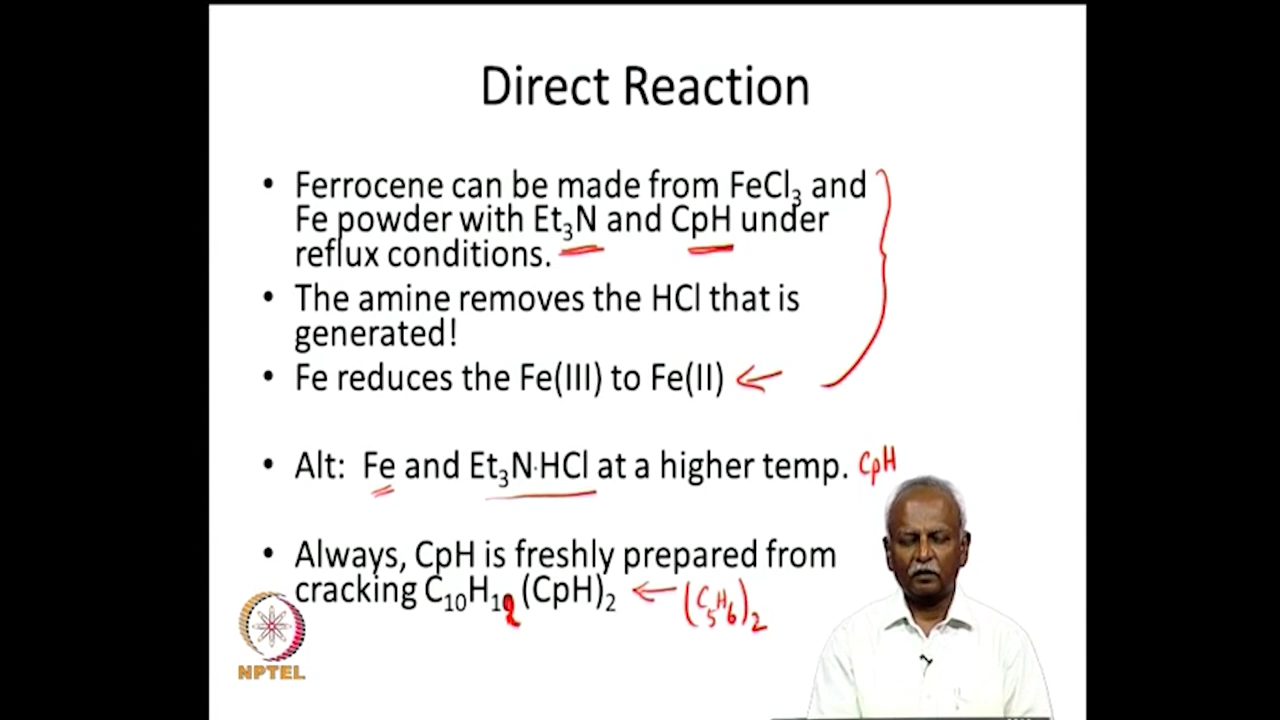 Direct Reaction
• Ferrocene can be made from FeCl₃ and
Fe powder with Et₃N and CpH under
reflux conditions.
• The amine removes the HCl that is
generated!
• Fe reduces the Fe(III) to Fe(II) ←
• Alt: Fe and Et₃N·HCl at a higher temp. CpH
• Always, CpH is freshly prepared from
cracking C₁₀H₁₂ (CpH)₂ ← (C₅H₆)₂
NPTEL